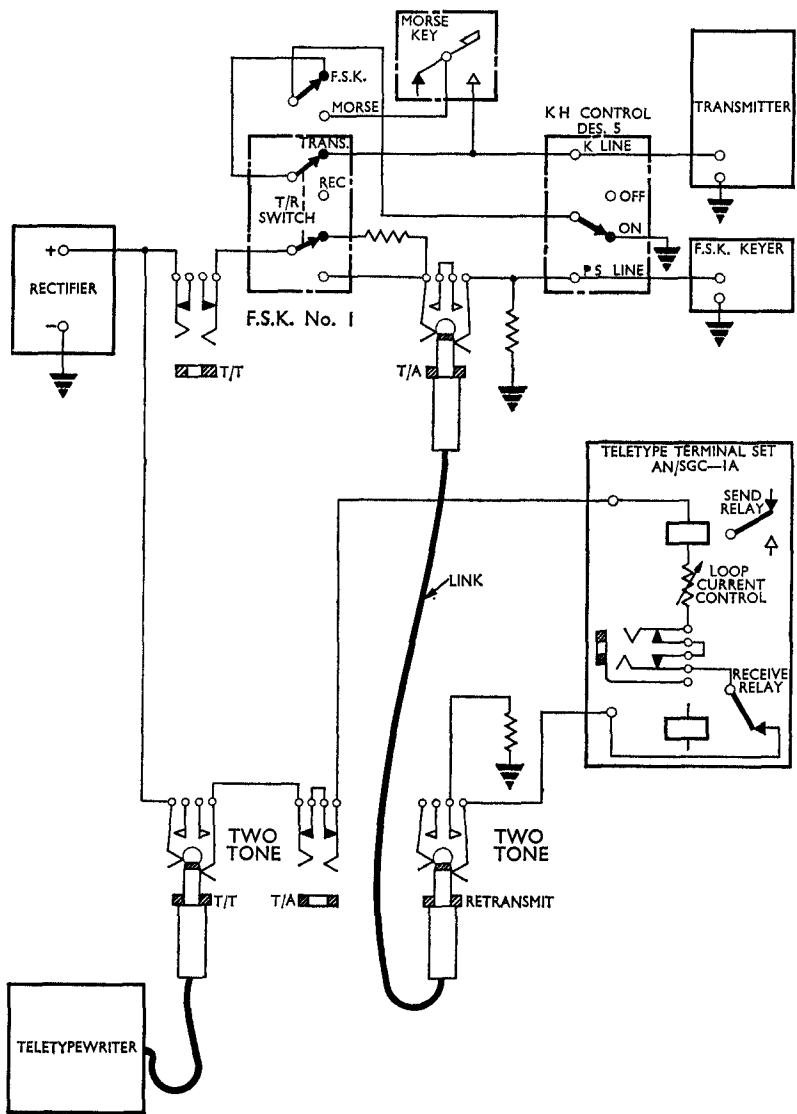 MORSE
KEY
F.S.K.
MORSE
TRANSMITTER
KH CONTROL
DES. 5
TRANS.
K LINE
REC
OFF
T/R
SWITCH
ON
+
RECTIFIER
−
F.S.K. KEYER
PS LINE
F.S.K. No. 1
T/T
T/A
TELETYPE TERMINAL SET
AN/SGC—1A
SEND
RELAY
LOOP
CURRENT
CONTROL
LINK
RECEIVE
RELAY
TWO
TONE
TWO
TONE
T/T
T/A
RETRANSMIT
TELETYPEWRITER